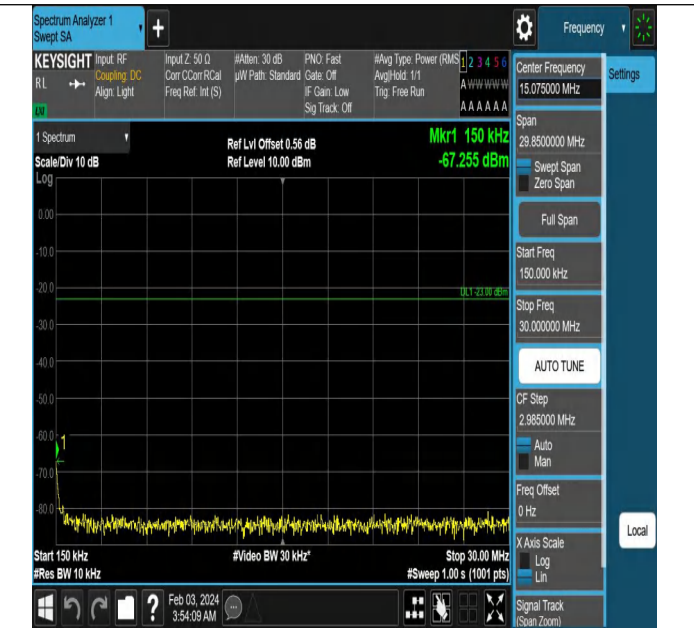 Spectrum Analyzer 1
Swept SA
+
Frequency
KEYSIGHT
RL
LXI
Input: RF
Coupling: DC
Align: Light
Input Z: 50 Ω
Corr CCorr RCal
Freq Ref: Int (S)
#Atten: 30 dB
µW Path: Standard
PNO: Fast
Gate: Off
IF Gain: Low
Sig Track: Off
#Avg Type: Power (RMS
Avg|Hold: 1/1
Trig: Free Run
1 2 3 4 5 6
A W W W W W
A A A A A A
1 Spectrum
Scale/Div 10 dB
Log
Ref Lvl Offset 0.56 dB
Ref Level 10.00 dBm
Mkr1 150 kHz
-67.255 dBm
0.00
-10.0
-20.0
-30.0
-40.0
-50.0
-60.0
-70.0
-80.0
DL1 -23.00 dBm
1
Start 150 kHz
#Res BW 10 kHz
#Video BW 30 kHz*
Stop 30.00 MHz
#Sweep 1.00 s (1001 pts)
?
Feb 03, 2024
3:54:09 AM
Center Frequency
15.075000 MHz
Settings
Span
29.8500000 MHz
Swept Span
Zero Span
Full Span
Start Freq
150.000 kHz
Stop Freq
30.000000 MHz
AUTO TUNE
CF Step
2.985000 MHz
Auto
Man
Freq Offset
0 Hz
X Axis Scale
Log
Lin
Local
Signal Track
(Span Zoom)